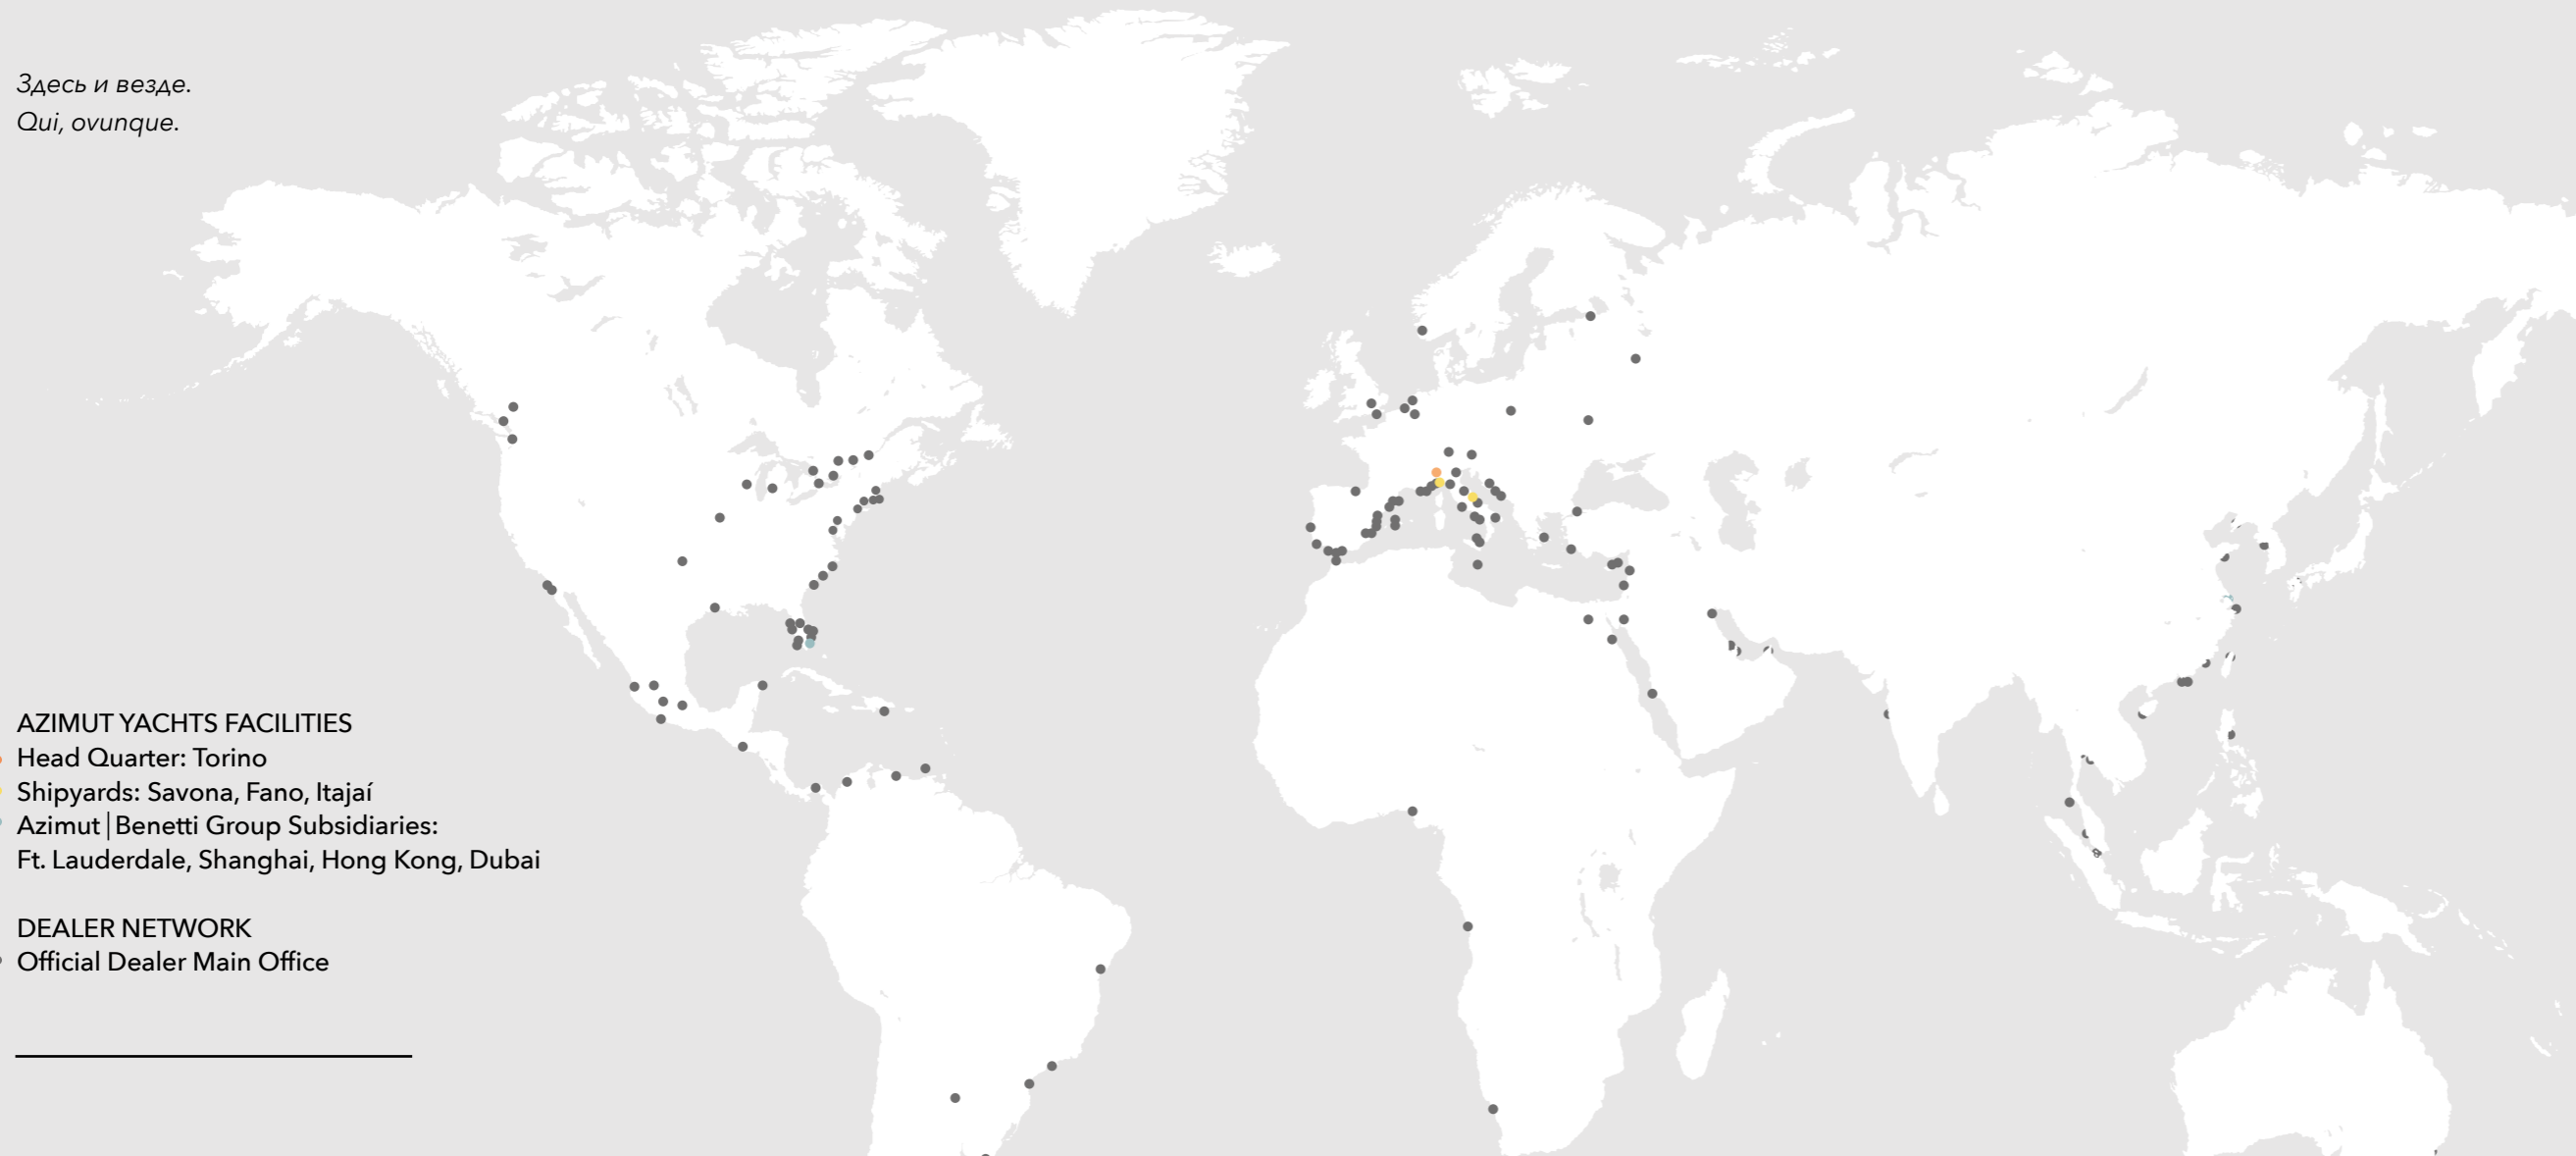 Здесь и везде.
Qui, ovunque.
AZIMUT YACHTS FACILITIES
Head Quarter: Torino
Shipyards: Savona, Fano, Itajaí
Azimut|Benetti Group Subsidiaries:
Ft. Lauderdale, Shanghai, Hong Kong, Dubai
DEALER NETWORK
Official Dealer Main Office